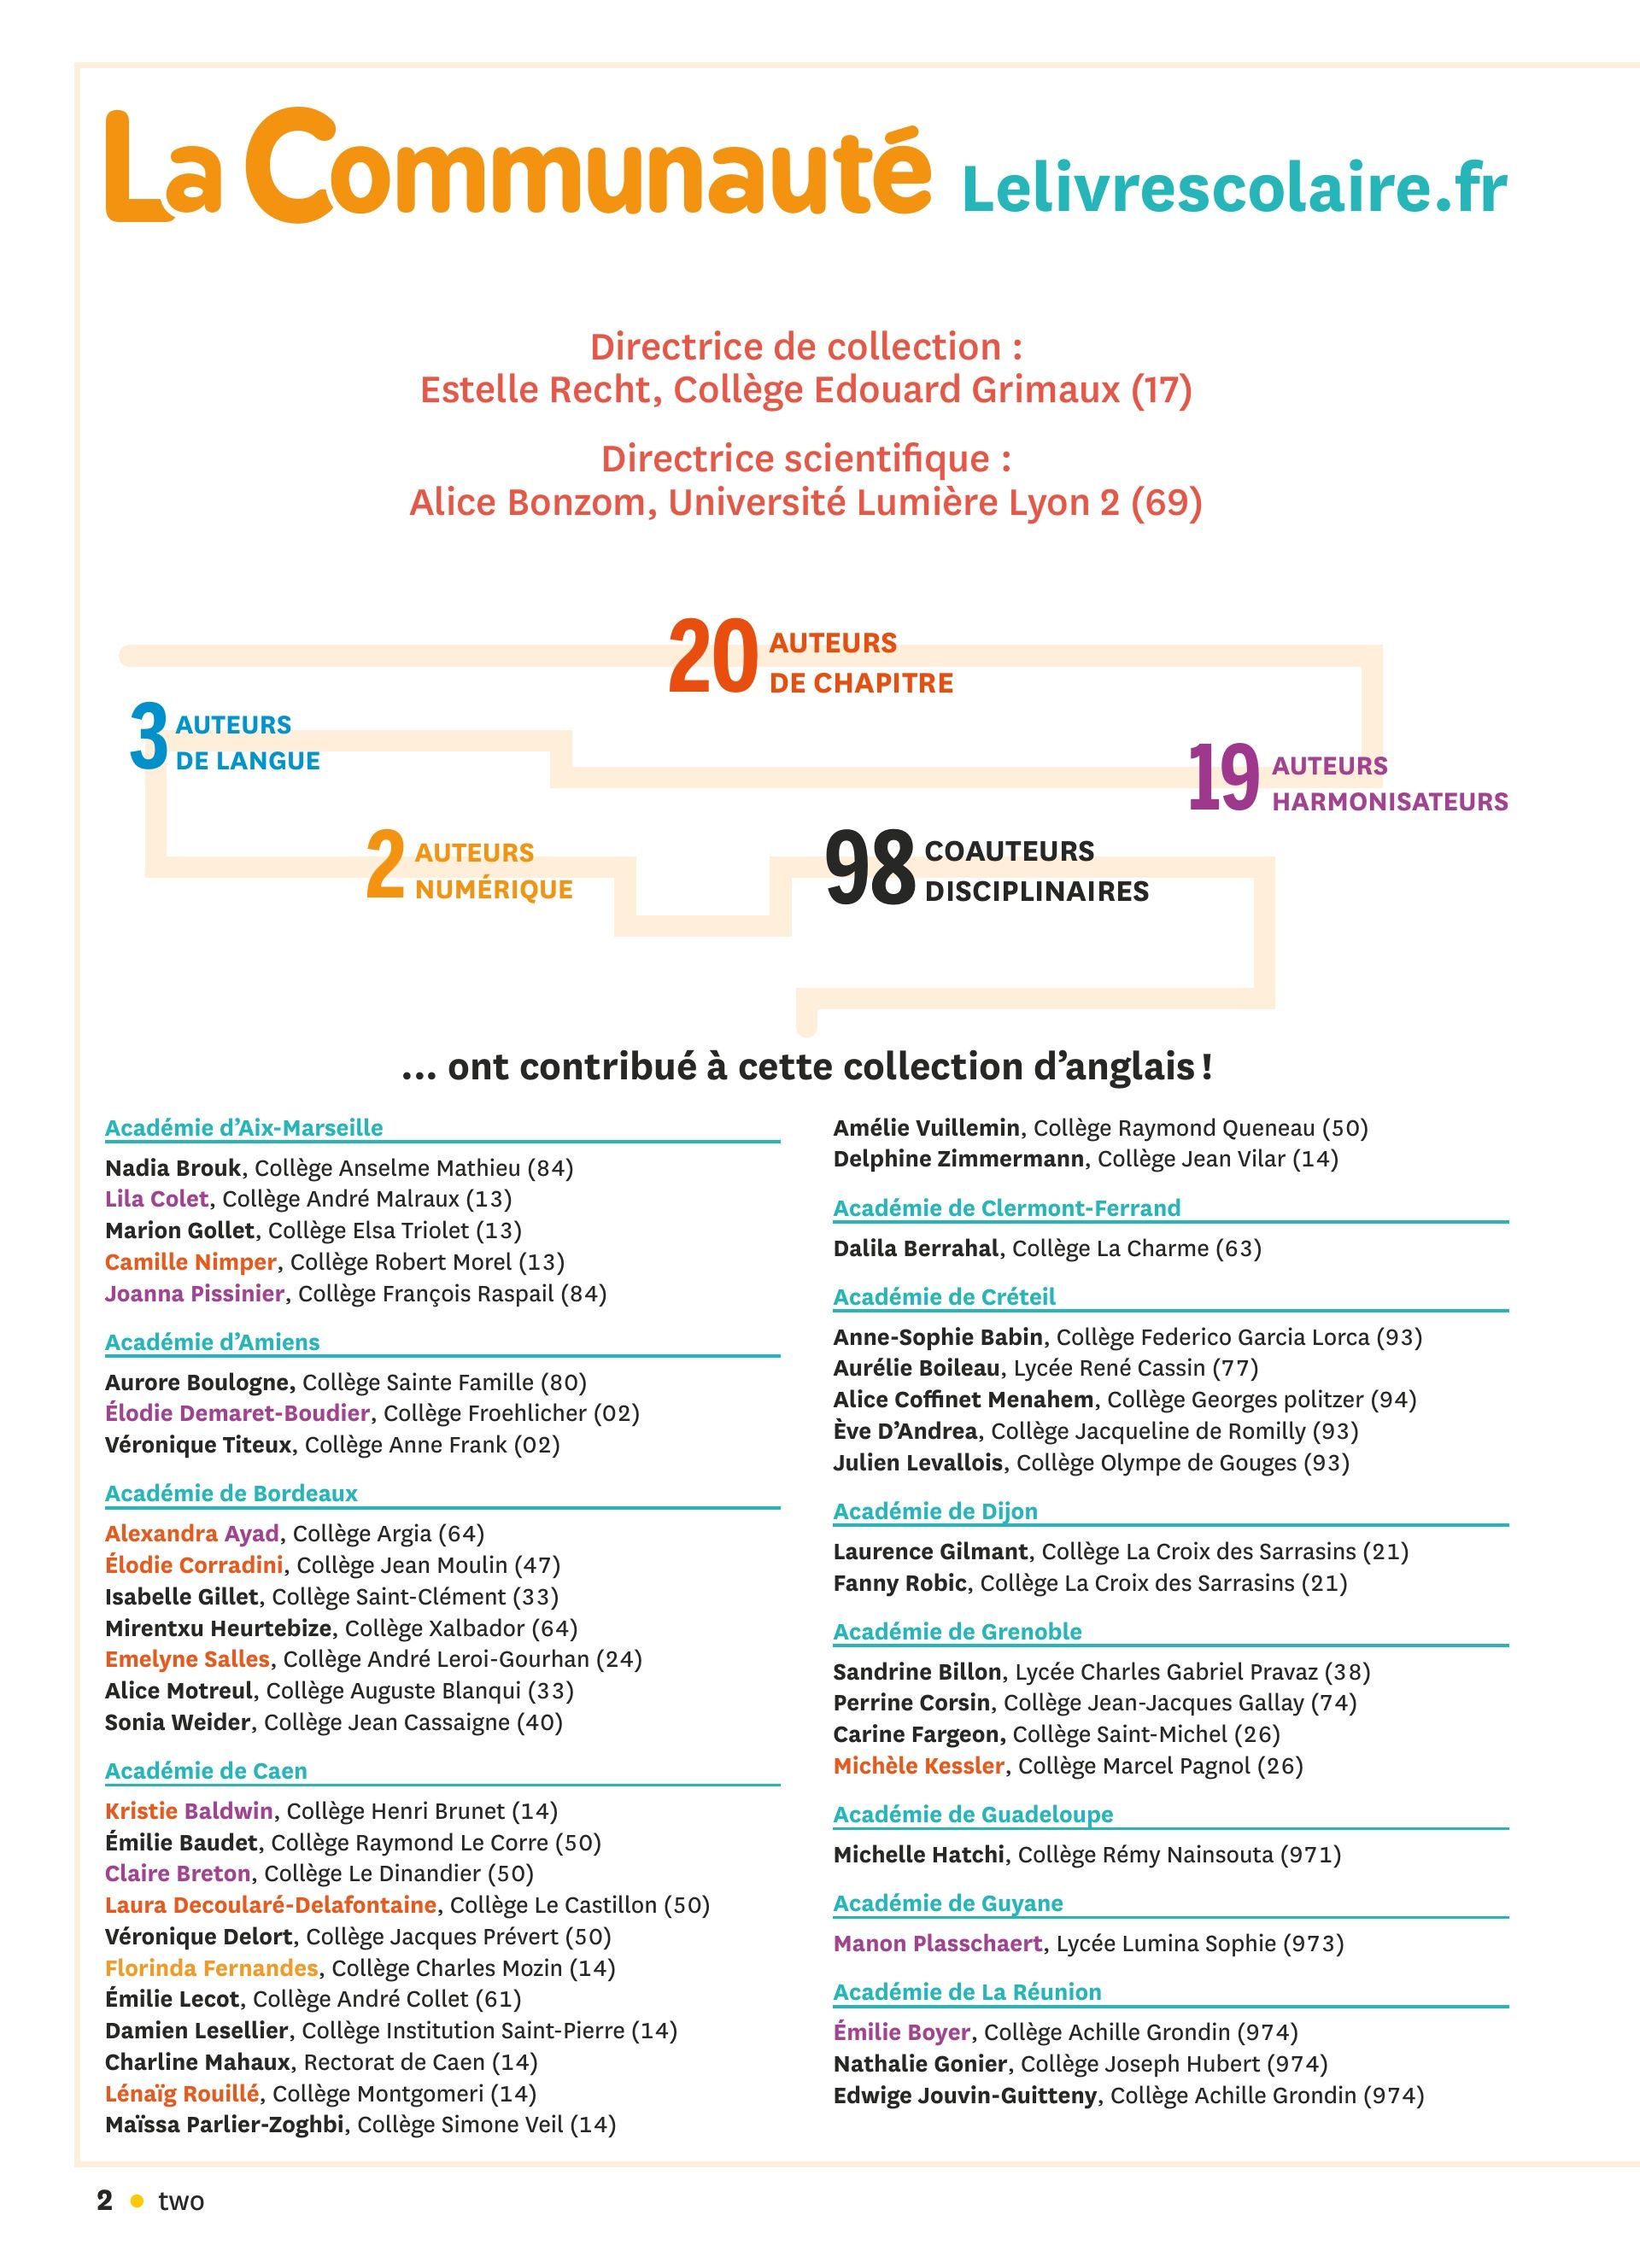 La Communauté Lelivrescolaire.fr
Directrice de collection :
Estelle Recht, Collège Edouard Grimaux (17)
Directrice scientifique :
Alice Bonzom, Université Lumière Lyon 2 (69)
20 AUTEURS
DE CHAPITRE
3 AUTEURS
DE LANGUE
19 AUTEURS
HARMONISATEURS
2 AUTEURS
NUMÉRIQUE
98 COAUTEURS
DISCIPLINAIRES
... ont contribué à cette collection d’anglais !
Académie d’Aix-Marseille
Nadia Brouk, Collège Anselme Mathieu (84)
Lila Colet, Collège André Malraux (13)
Marion Gollet, Collège Elsa Triolet (13)
Camille Nimper, Collège Robert Morel (13)
Joanna Pissinier, Collège François Raspail (84)
Académie d’Amiens
Aurore Boulogne, Collège Sainte Famille (80)
Élodie Demaret-Boudier, Collège Froehlicher (02)
Véronique Titeux, Collège Anne Frank (02)
Académie de Bordeaux
Alexandra Ayad, Collège Argia (64)
Élodie Corradini, Collège Jean Moulin (47)
Isabelle Gillet, Collège Saint-Clément (33)
Mirentxu Heurtebize, Collège Xalbador (64)
Emelyne Salles, Collège André Leroi-Gourhan (24)
Alice Motreul, Collège Auguste Blanqui (33)
Sonia Weider, Collège Jean Cassaigne (40)
Académie de Caen
Kristie Baldwin, Collège Henri Brunet (14)
Émilie Baudet, Collège Raymond Le Corre (50)
Claire Breton, Collège Le Dinandier (50)
Laura Decoularé-Delafontaine, Collège Le Castillon (50)
Véronique Delort, Collège Jacques Prévert (50)
Florinda Fernandes, Collège Charles Mozin (14)
Émilie Lecot, Collège André Collet (61)
Damien Lesellier, Collège Institution Saint-Pierre (14)
Charline Mahaux, Rectorat de Caen (14)
Lénaïg Rouillé, Collège Montgomeri (14)
Maïssa Parlier-Zoghbi, Collège Simone Veil (14)
Amélie Vuillemin, Collège Raymond Queneau (50)
Delphine Zimmermann, Collège Jean Vilar (14)
Académie de Clermont-Ferrand
Dalila Berrahal, Collège La Charme (63)
Académie de Créteil
Anne-Sophie Babin, Collège Federico Garcia Lorca (93)
Aurélie Boileau, Lycée René Cassin (77)
Alice Coffinet Menahem, Collège Georges politzer (94)
Ève D’Andrea, Collège Jacqueline de Romilly (93)
Julien Levallois, Collège Olympe de Gouges (93)
Académie de Dijon
Laurence Gilmant, Collège La Croix des Sarrasins (21)
Fanny Robic, Collège La Croix des Sarrasins (21)
Académie de Grenoble
Sandrine Billon, Lycée Charles Gabriel Pravaz (38)
Perrine Corsin, Collège Jean-Jacques Gallay (74)
Carine Fargeon, Collège Saint-Michel (26)
Michèle Kessler, Collège Marcel Pagnol (26)
Académie de Guadeloupe
Michelle Hatchi, Collège Rémy Nainsouta (971)
Académie de Guyane
Manon Plasschaert, Lycée Lumina Sophie (973)
Académie de La Réunion
Émilie Boyer, Collège Achille Grondin (974)
Nathalie Gonier, Collège Joseph Hubert (974)
Edwige Jouvin-Guitteny, Collège Achille Grondin (974)
2 • two